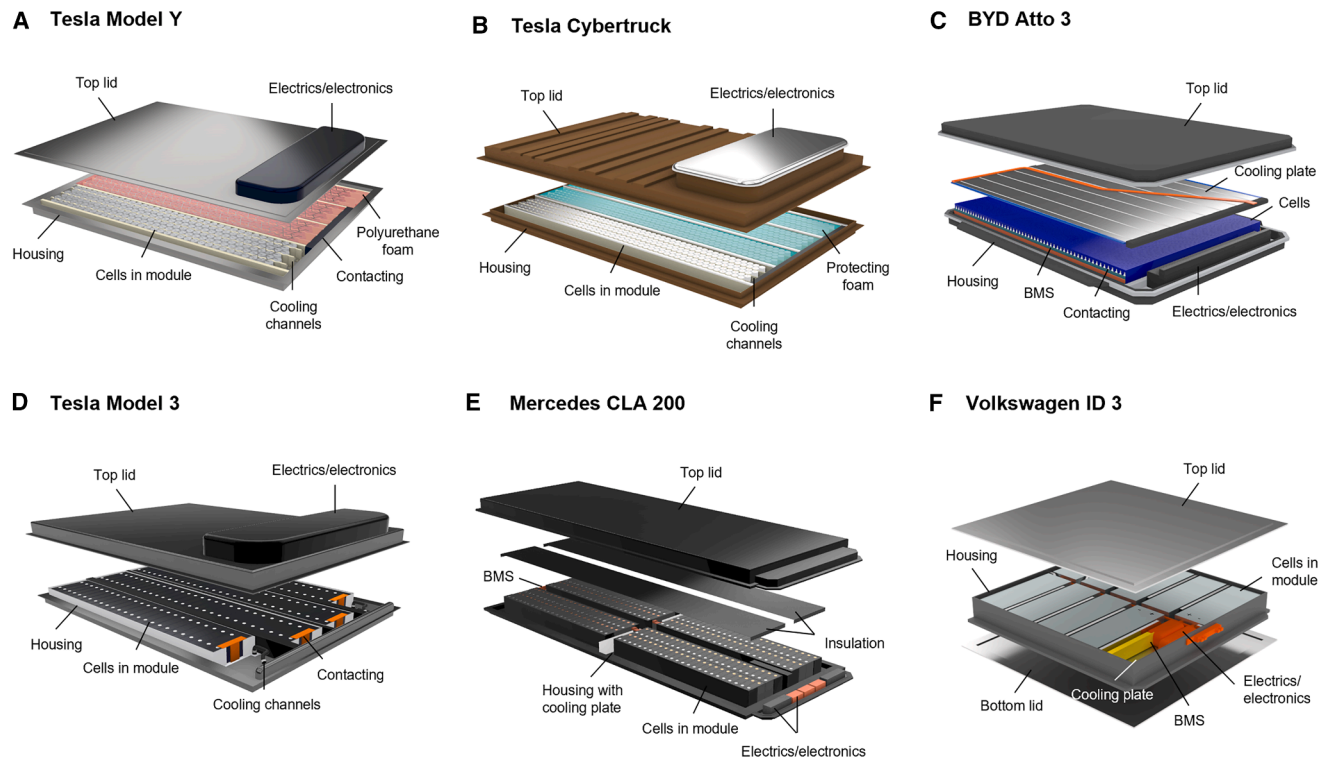 A Tesla Model Y
Top lid
Electrics/electronics
Housing
Cells in module
Cooling
channels
Contacting
Polyurethane
foam
B Tesla Cybertruck
Top lid
Electrics/electronics
Housing
Cells in module
Cooling
channels
Protecting
foam
C BYD Atto 3
Top lid
Cooling plate
Cells
Housing
BMS
Contacting
Electrics/electronics
D Tesla Model 3
Top lid
Electrics/electronics
Housing
Cells in module
Cooling channels
Contacting
E Mercedes CLA 200
Top lid
BMS
Insulation
Housing with
cooling plate
Cells in module
Electrics/electronics
F Volkswagen ID 3
Top lid
Housing
Cells in
module
Cooling plate
Bottom lid
BMS
Electrics/
electronics